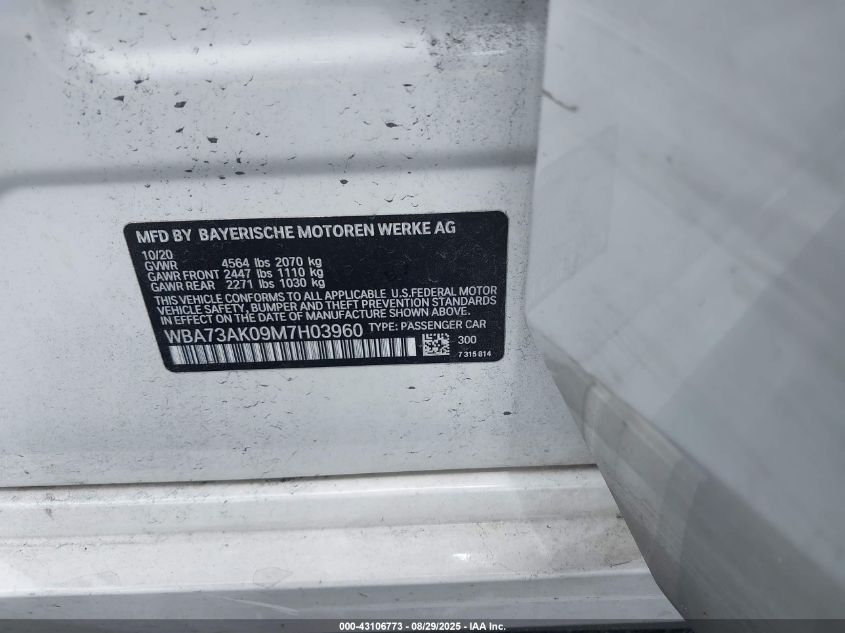 MFD BY BAYERISCHE MOTOREN WERKE AG
10/20
GVWR 4564 lbs 2070 kg
GAWR FRONT 2447 lbs 1110 kg
GAWR REAR 2271 lbs 1030 kg
THIS VEHICLE CONFORMS TO ALL APPLICABLE U.S.FEDERAL MOTOR
VEHICLE SAFETY, BUMPER AND THEFT PREVENTION STANDARDS
IN EFFECT ON THE DATE OF MANUFACTURE SHOWN ABOVE.
WBA73AK09M7H03960 TYPE: PASSENGER CAR
300
7 315 814
000-43106773 - 08/29/2025 - IAA Inc.